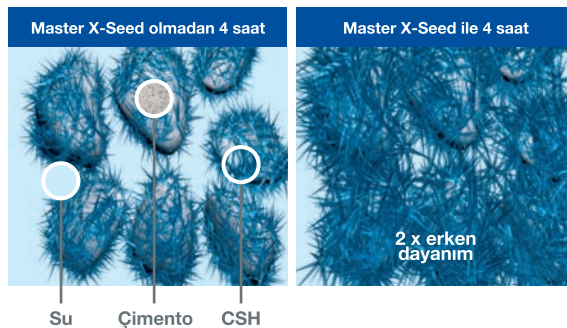 Master X-Seed olmadan 4 saat
Master X-Seed ile 4 saat
2 x erken
dayanım
Su
Çimento
CSH